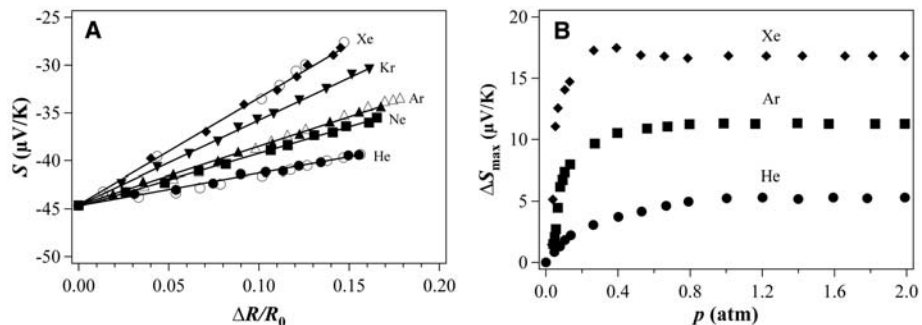 A
-25
-30
-35
-40
-45
-50
S (µV/K)
Xe
Kr
Ar
Ne
He
0.00 0.05 0.10 0.15 0.20
ΔR/R0
B
20
15
10
5
0
ΔSmax (µV/K)
Xe
Ar
He
0.0 0.4 0.8 1.2 1.6 2.0
p (atm)